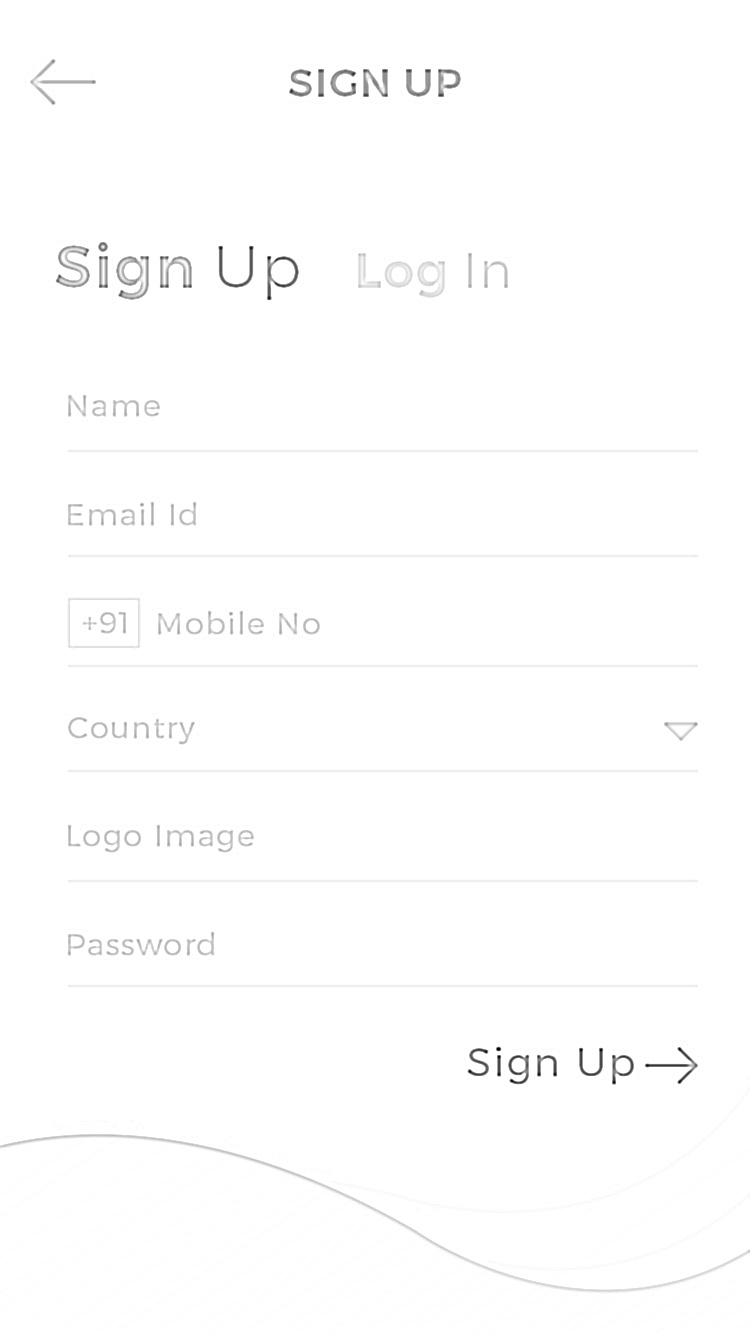 SIGN UP
Sign Up Log In
Name
Email Id
+91 Mobile No
Country
Logo Image
Password
Sign Up